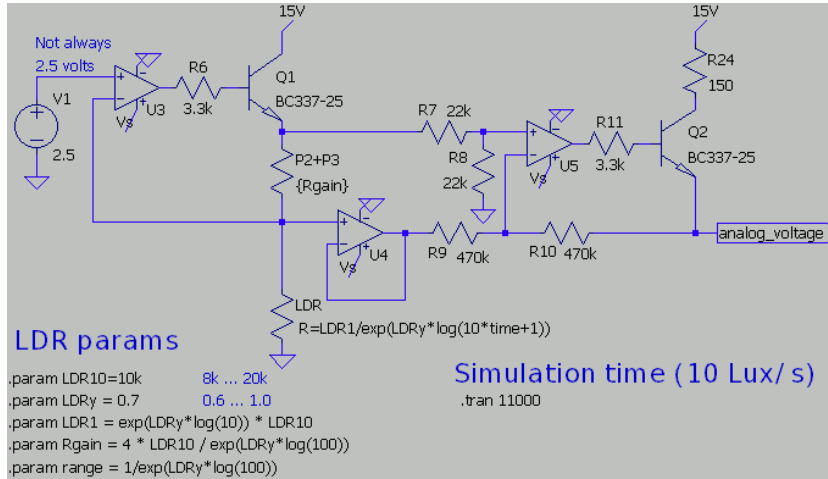 15V
15V
Not always
2.5 volts
R6
Q1
R24
150
V1
+
-
U3
Vs
3.3k
BC337-25
R7
22k
R11
Q2
2.5
P2+P3
{Rgain}
R8
22k
U5
Vs
3.3k
BC337-25
+
-
U4
Vs
R9
470k
R10
470k
analog_voltage
LDR
R=LDR1/exp(LDRy*log(10*time+1))
LDR params
.param LDR10=10k
8k ... 20k
.param LDRy = 0.7
0.6 ... 1.0
.param LDR1 = exp(LDRy*log(10)) * LDR10
.param Rgain = 4 * LDR10 / exp(LDRy*log(100))
.param range = 1/exp(LDRy*log(100))
Simulation time (10 Lux/s)
.tran 11000